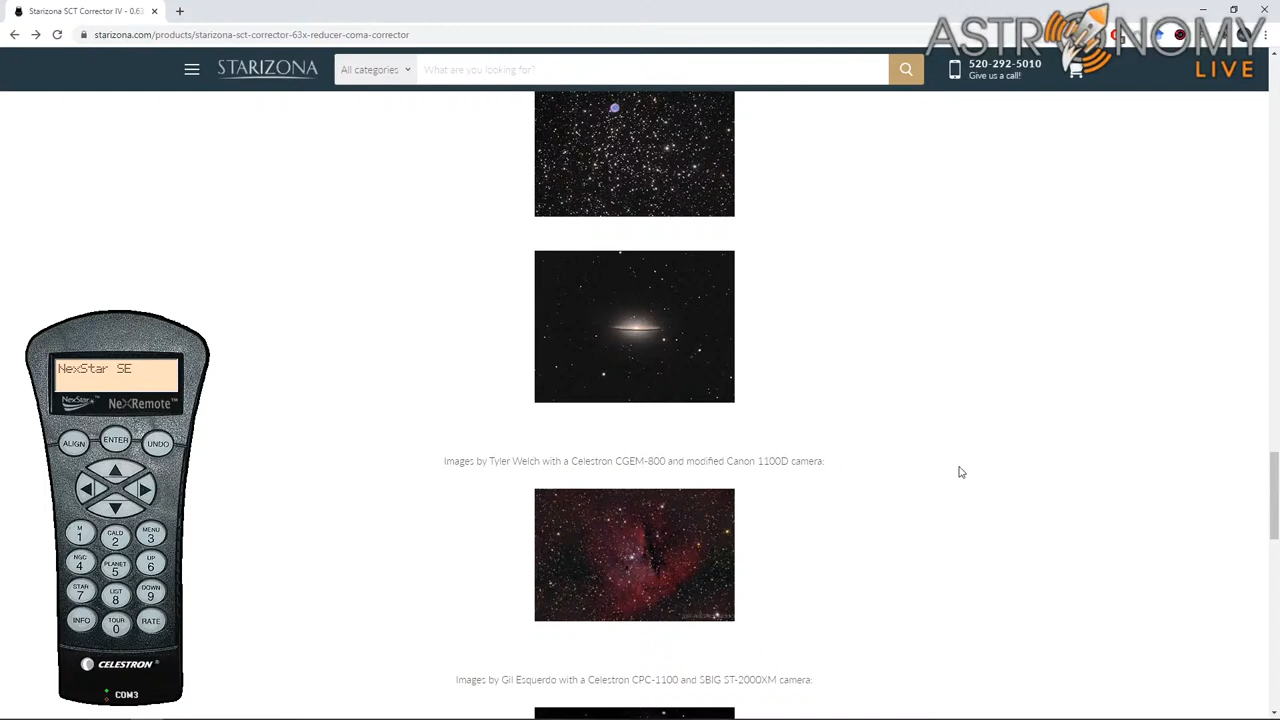 Starizona SCT Corrector IV - 0.63
starizona.com/products/starizona-sct-corrector-63x-reducer-coma-corrector
ASTRONOMY
LIVE
STARIZONA
All categories
What are you looking for?
520-292-5010
Give us a call!
Images by Tyler Welch with a Celestron CGEM-800 and modified Canon 1100D camera:
Images by Gil Esquerdo with a Celestron CPC-1100 and SBIG ST-2000XM camera:
NexStar SE
NexStar
NeXRemote™
ALIGN
ENTER
UNDO
M
1
CALD
2
MENU
3
NGC
4
PLANET
5
UP
6
STAR
7
LIST
8
DOWN
9
INFO
TOUR
0
RATE
CELESTRON
COM3